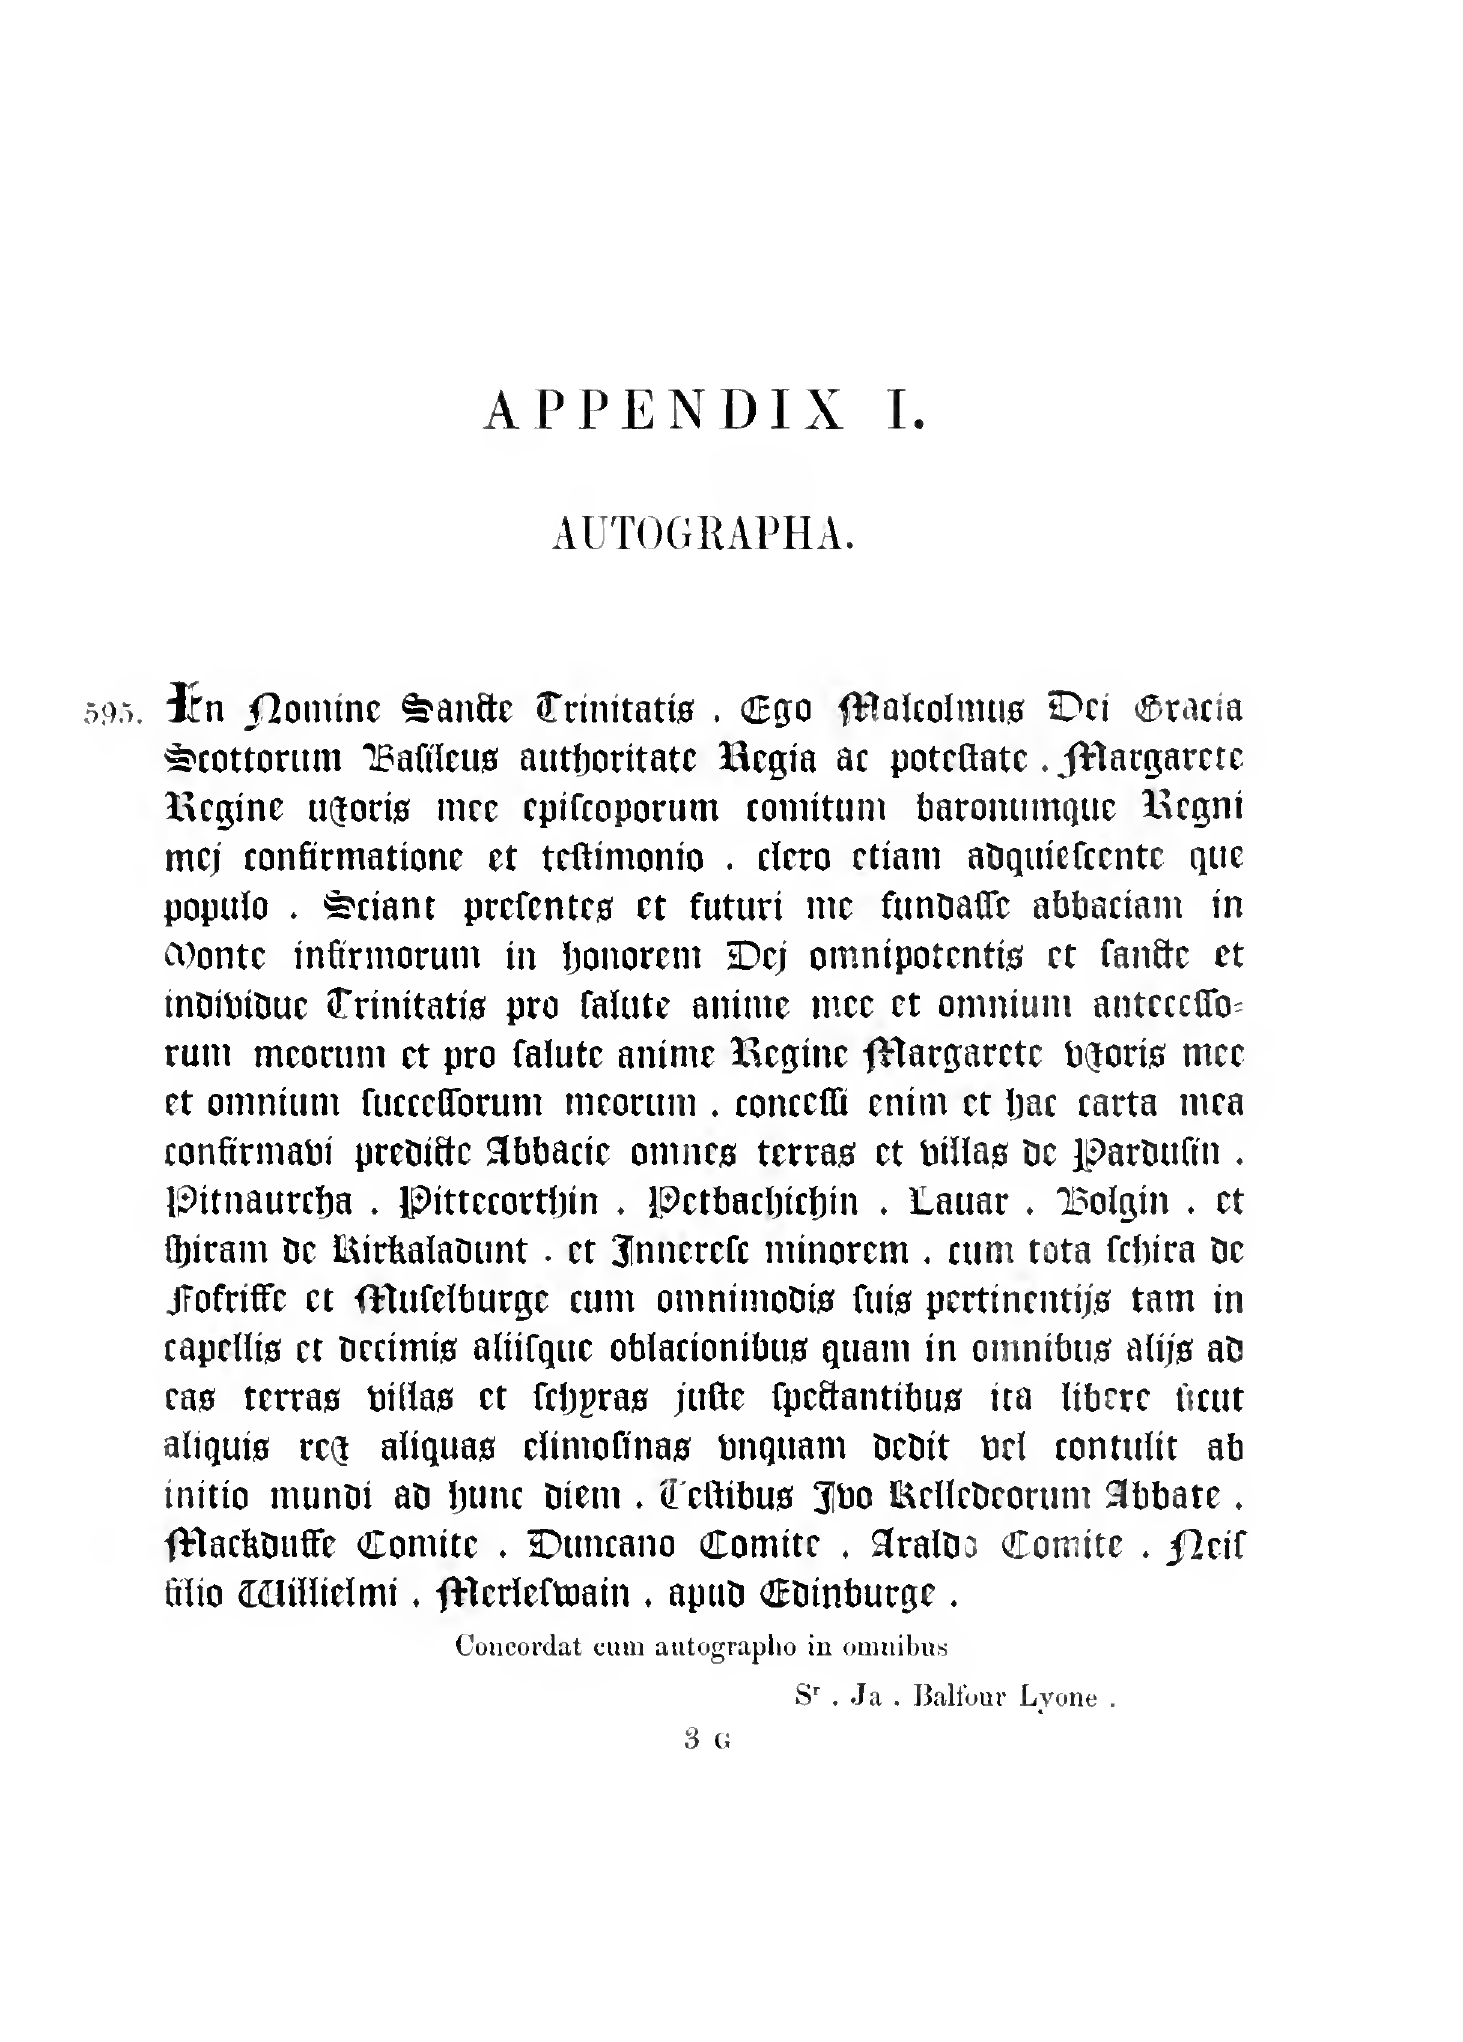 APPENDIX I.
AUTOGRAPHA.
595. In Nomine Sancte Trinitatis . Ego Malcolmus Dei Gracia
Scottorum Basileus authoritate Regia ac potestate . Margarete
Regine uxoris mee episcoporum comitum baronumque Regni
mej confirmatione et testimonio . clero etiam adquiescente que
populo . Sciant presentes et futuri me fundasse abbaciam in
Monte infirmorum in honorem Dej omnipotentis et sancte et
individue Trinitatis pro salute anime mee et omnium antecesso-
rum meorum et pro salute anime Regine Margarete vxoris mee
et omnium successorum meorum . concessi enim et hac carta mea
confirmavi predicte Abbacie omnes terras et villas de Pardusin .
Pitnaurcha . Pittecorthin . Petbachichin . Lauar . Bolgin . et
shiram de Kirkaladunt . et Innerese minorem . cum tota schira de
Fofriffe et Muselburge cum omnimodis suis pertinentijs tam in
capellis et decimis aliisque oblacionibus quam in omnibus alijs ad
eas terras villas et schyras juste spectantibus ita libere sicut
aliquis rex aliquas elimosinas vnquam dedit vel contulit ab
initio mundi ad hunc diem . Testibus Ivo Kelledeorum Abbate .
Mackduffe Comite . Duncano Comite . Araldo Comite . Neis
filio Willielmi . Merleswain . apud Edinburge .
Concordat cum autographo in omnibus
Sʳ . Ja . Balfour Lyone .
3 G